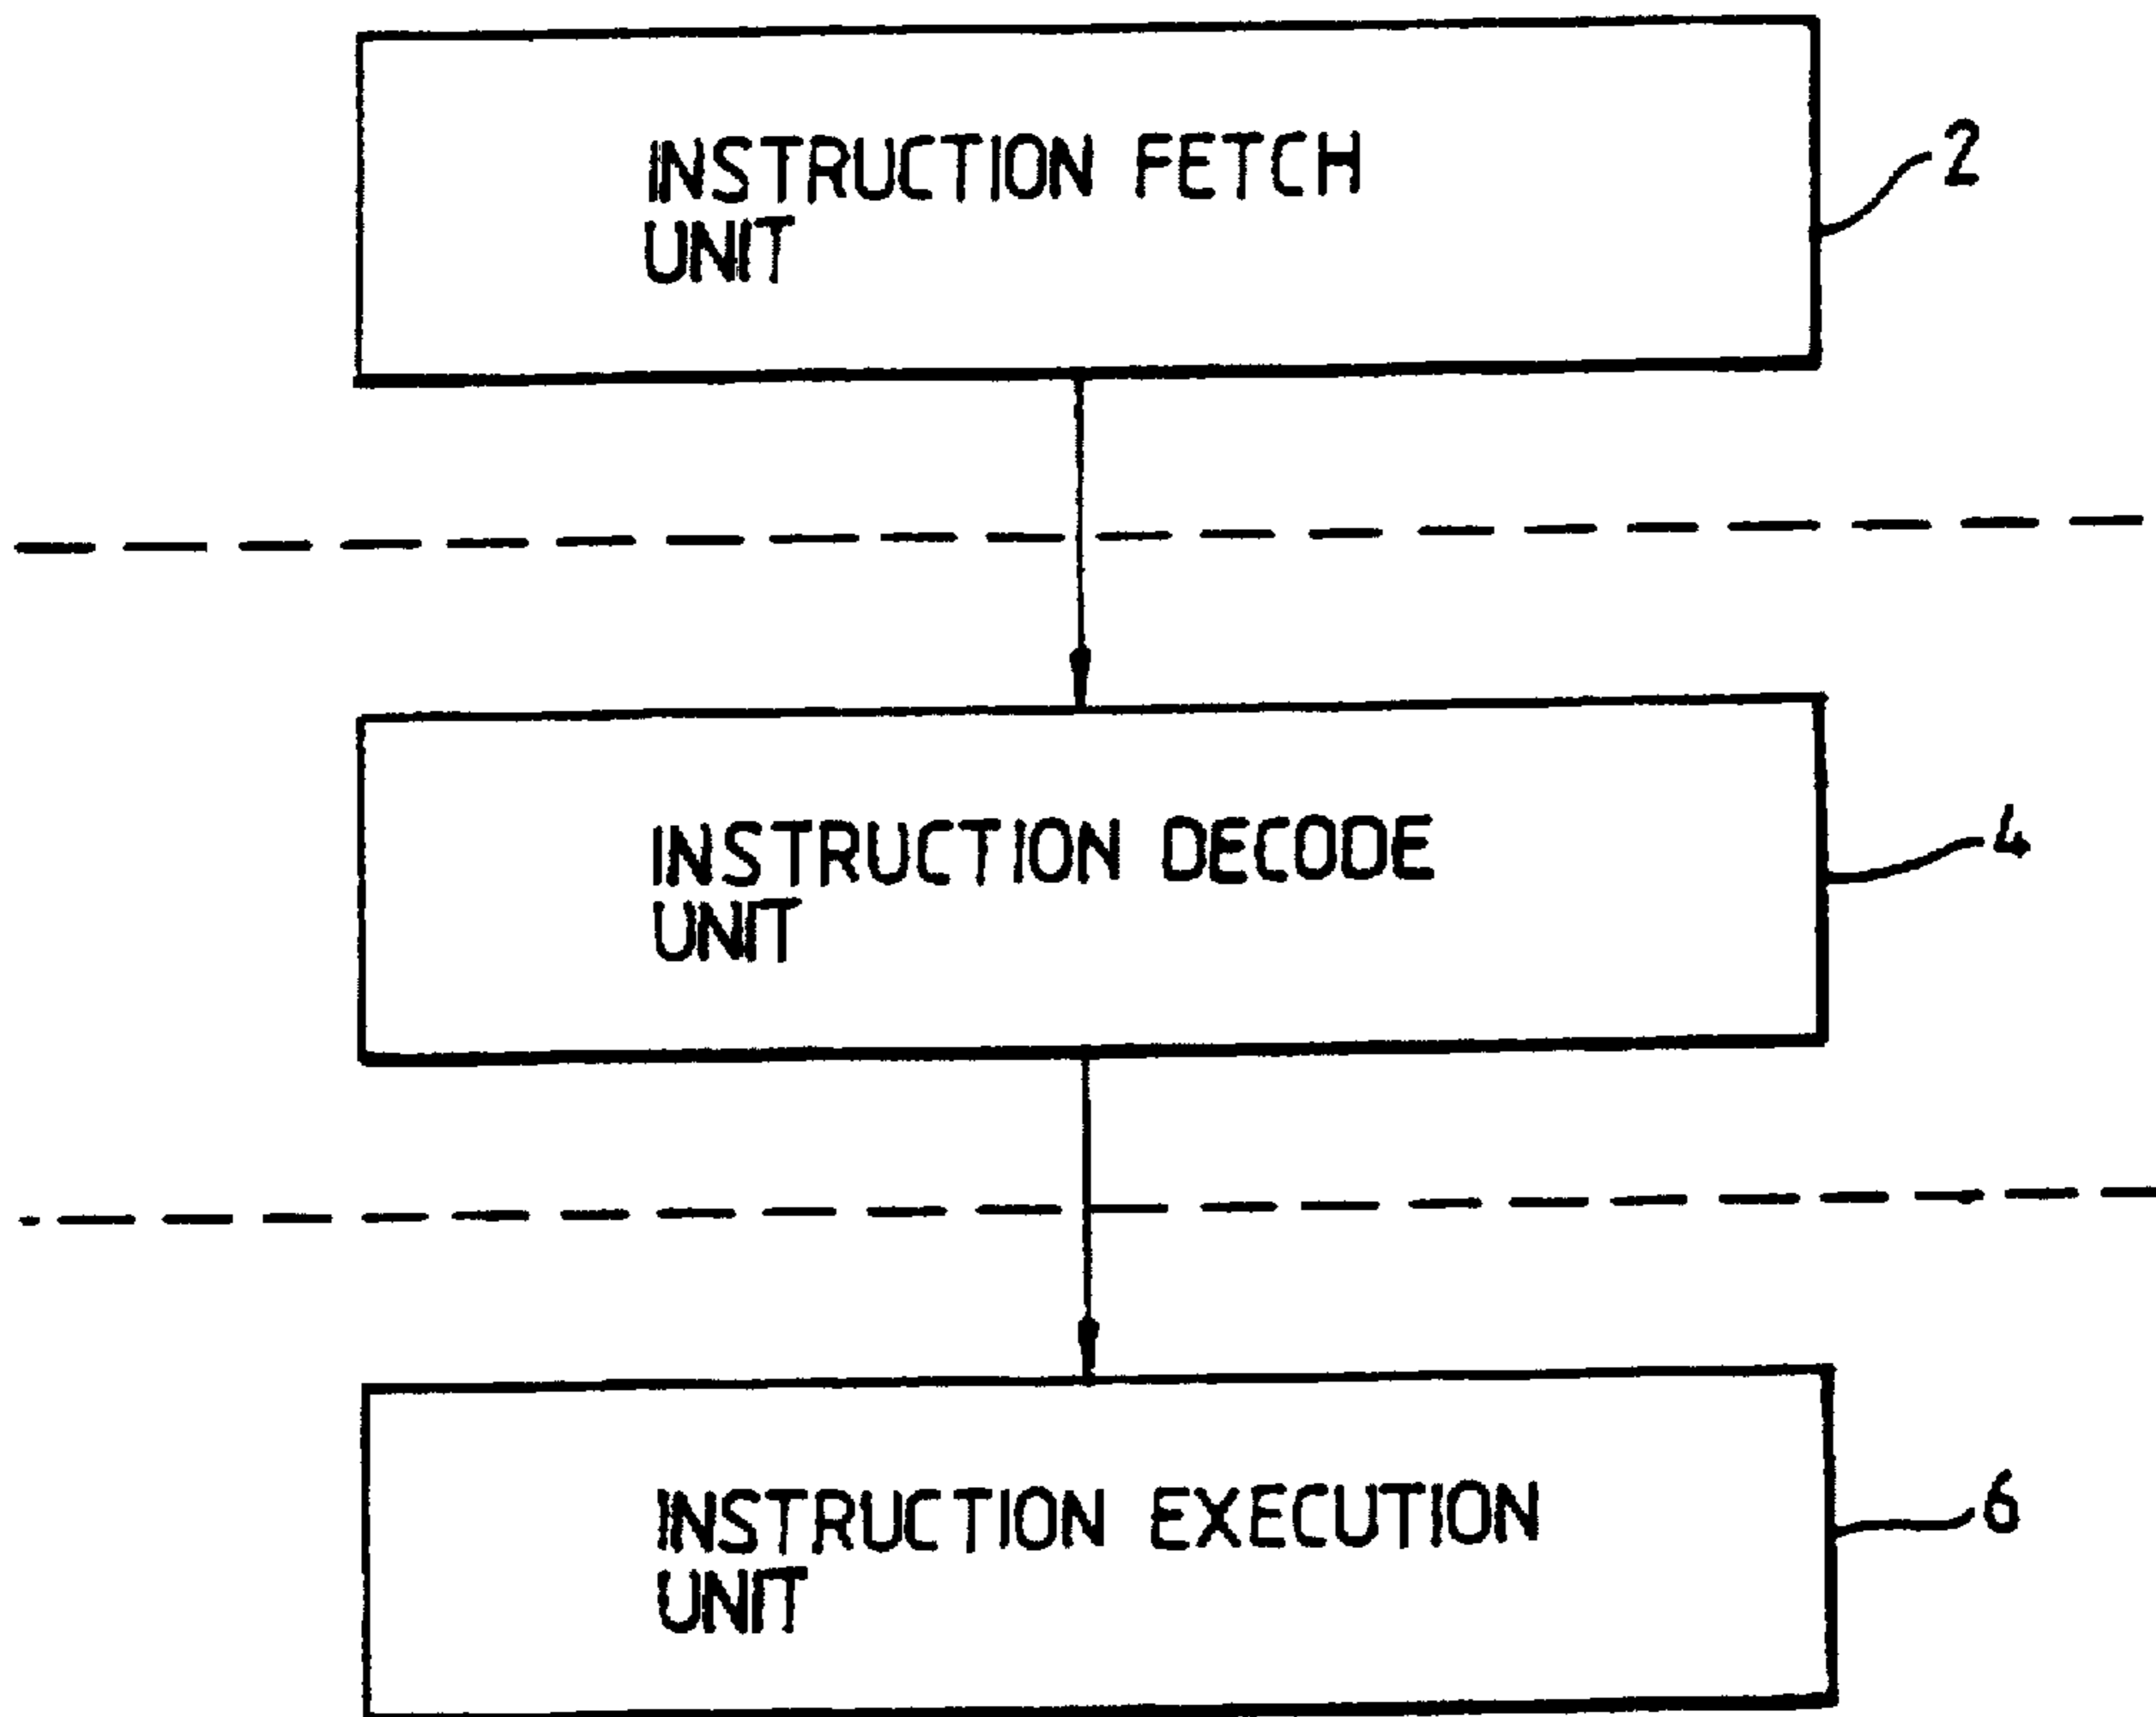 INSTRUCTION FETCH
UNIT
2
INSTRUCTION DECODE
UNIT
4
INSTRUCTION EXECUTION
UNIT
6